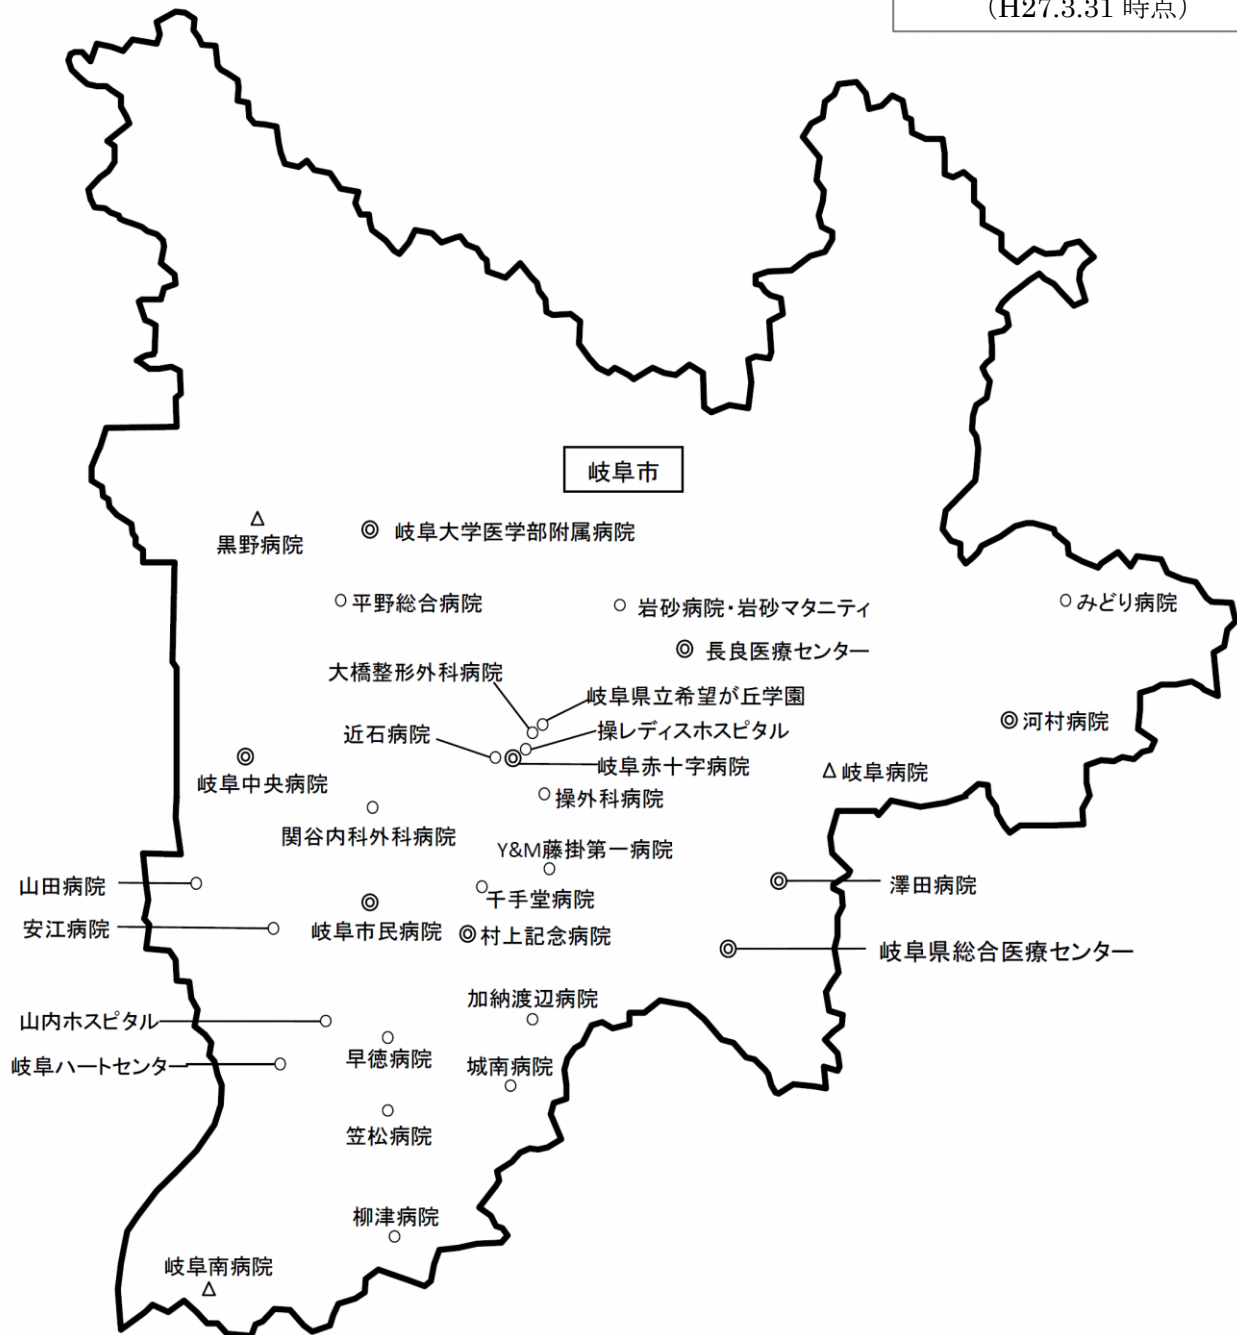 （H27.3.31 時点）
岐阜市
黒野病院
岐阜大学医学部附属病院
平野総合病院
岩砂病院・岩砂マタニティ
みどり病院
長良医療センター
大橋整形外科病院
岐阜県立希望が丘学園
河村病院
近石病院
操レディスホスピタル
岐阜赤十字病院
岐阜病院
岐阜中央病院
操外科病院
関谷内科外科病院
Y&M藤掛第一病院
山田病院
澤田病院
千手堂病院
安江病院
岐阜市民病院
村上記念病院
岐阜県総合医療センター
加納渡辺病院
山内ホスピタル
早徳病院
岐阜ハートセンター
城南病院
笠松病院
柳津病院
岐阜南病院